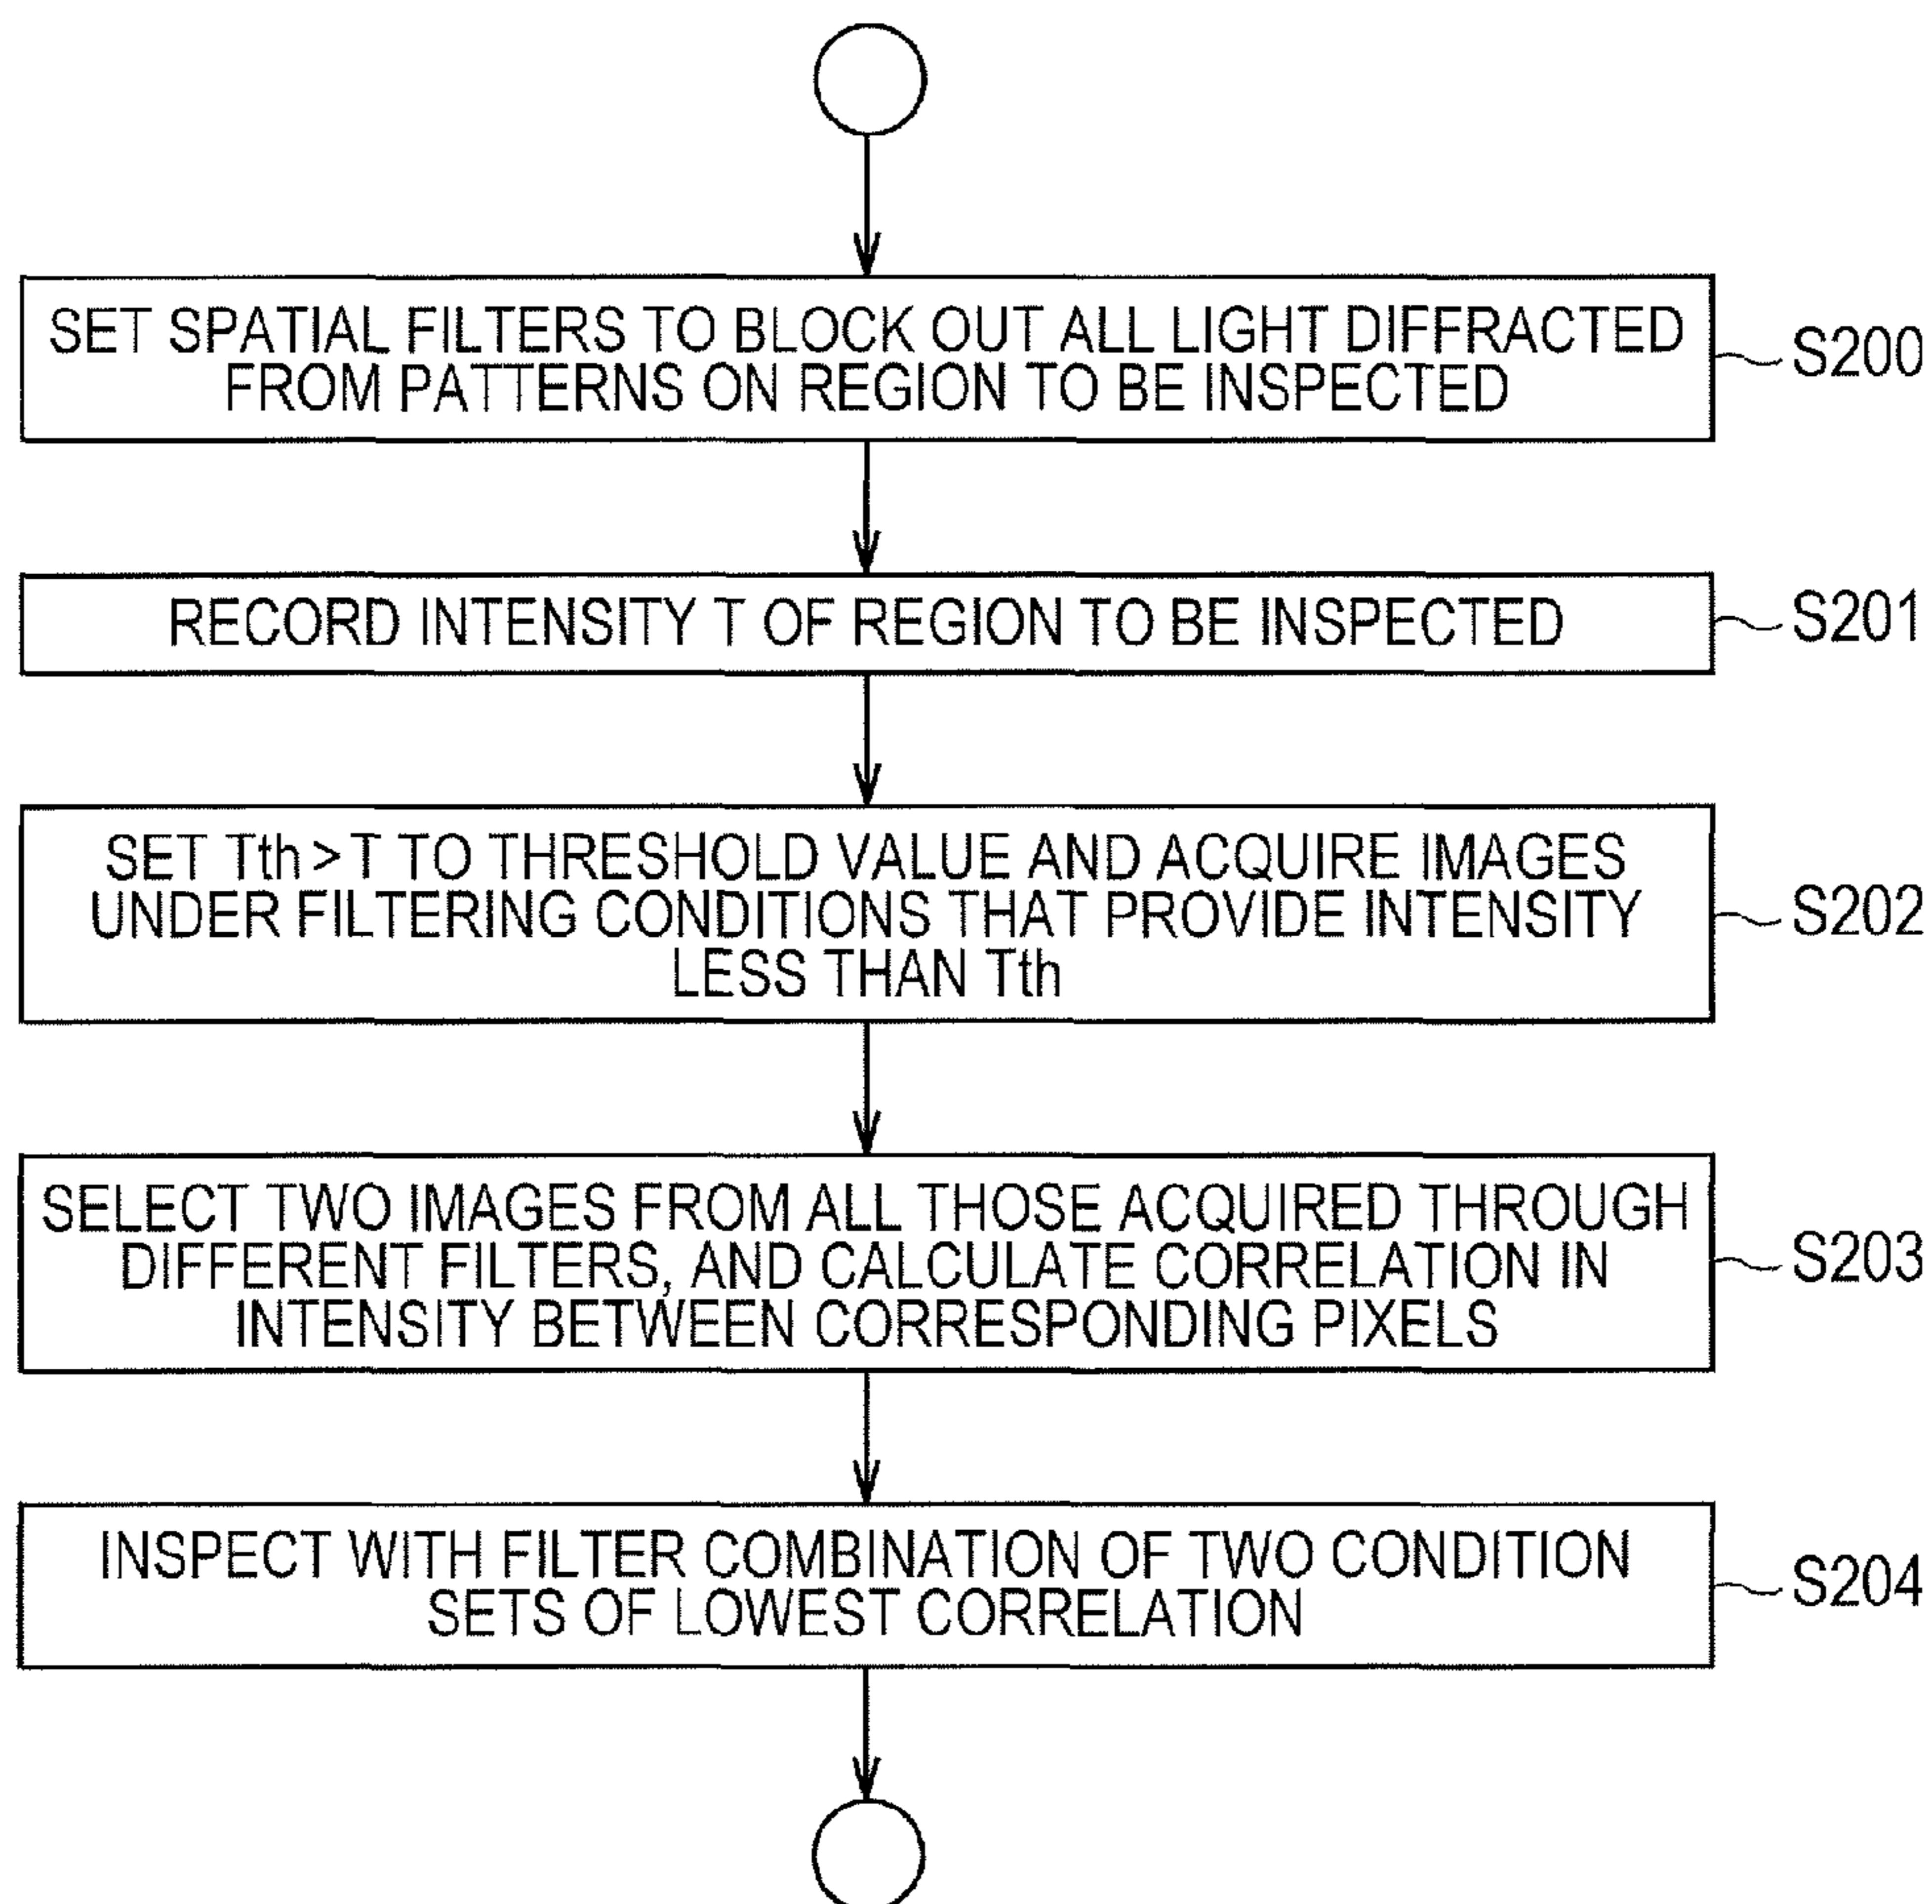 SET SPATIAL FILTERS TO BLOCK OUT ALL LIGHT DIFFRACTED
FROM PATTERNS ON REGION TO BE INSPECTED
S200
RECORD INTENSITY T OF REGION TO BE INSPECTED
S201
SET Tth > T TO THRESHOLD VALUE AND ACQUIRE IMAGES
UNDER FILTERING CONDITIONS THAT PROVIDE INTENSITY
LESS THAN Tth
S202
SELECT TWO IMAGES FROM ALL THOSE ACQUIRED THROUGH
DIFFERENT FILTERS, AND CALCULATE CORRELATION IN
INTENSITY BETWEEN CORRESPONDING PIXELS
S203
INSPECT WITH FILTER COMBINATION OF TWO CONDITION
SETS OF LOWEST CORRELATION
S204